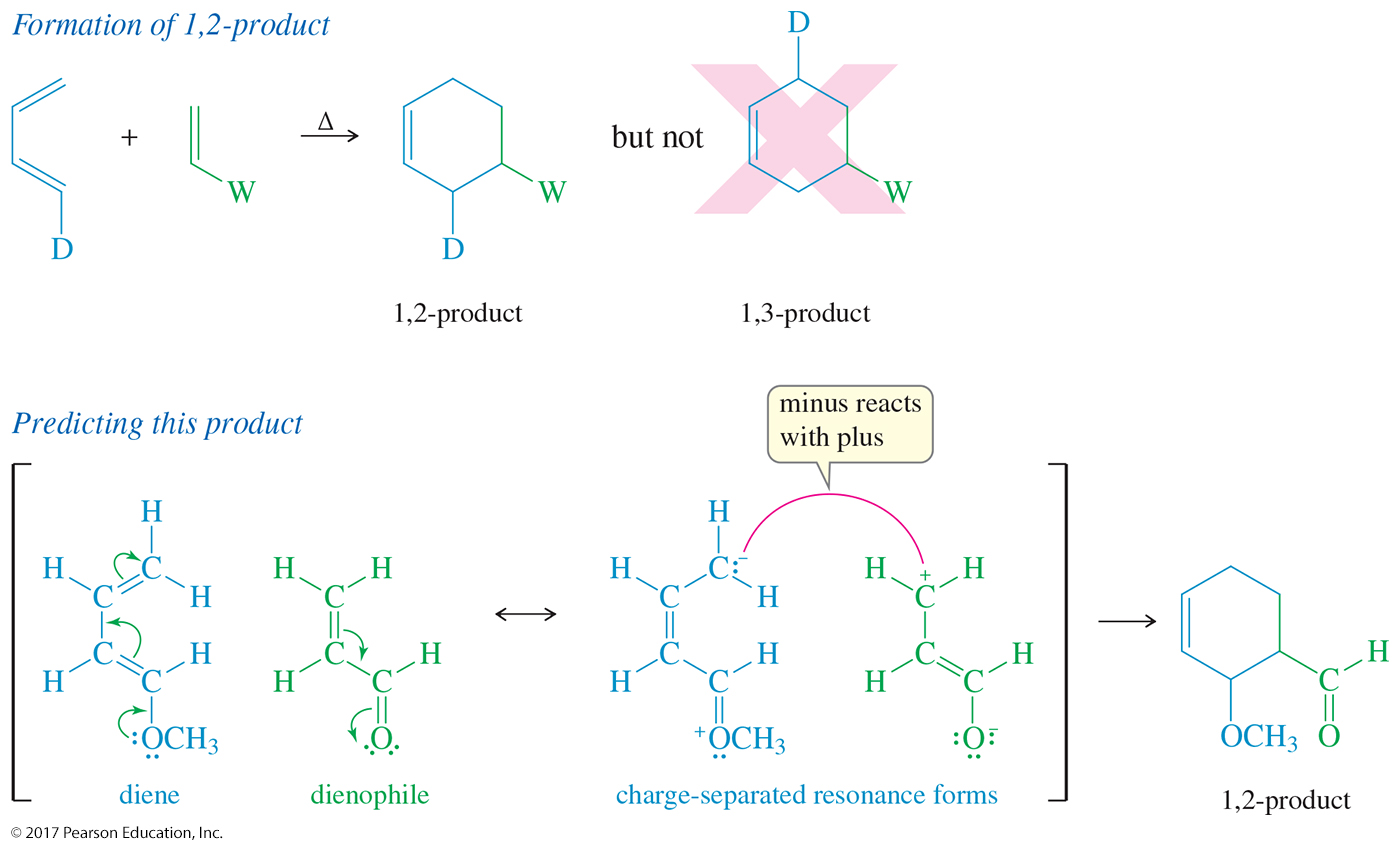 Formation of 1,2-product
D
+
Δ
W
D
W
D
but not
W
1,2-product
1,3-product
Predicting this product
minus reacts
with plus
H
H
H
H
C
H
C
H
C
H
H
C
:OCH3
H
H
C
H
C
H
C
O
H
C:−
H
C
H
C
H
H
C
+OCH3
H
+
H
C
H
C
H
C
:O:−
H
C
OCH3
O
diene
dienophile
charge-separated resonance forms
1,2-product
© 2017 Pearson Education, Inc.